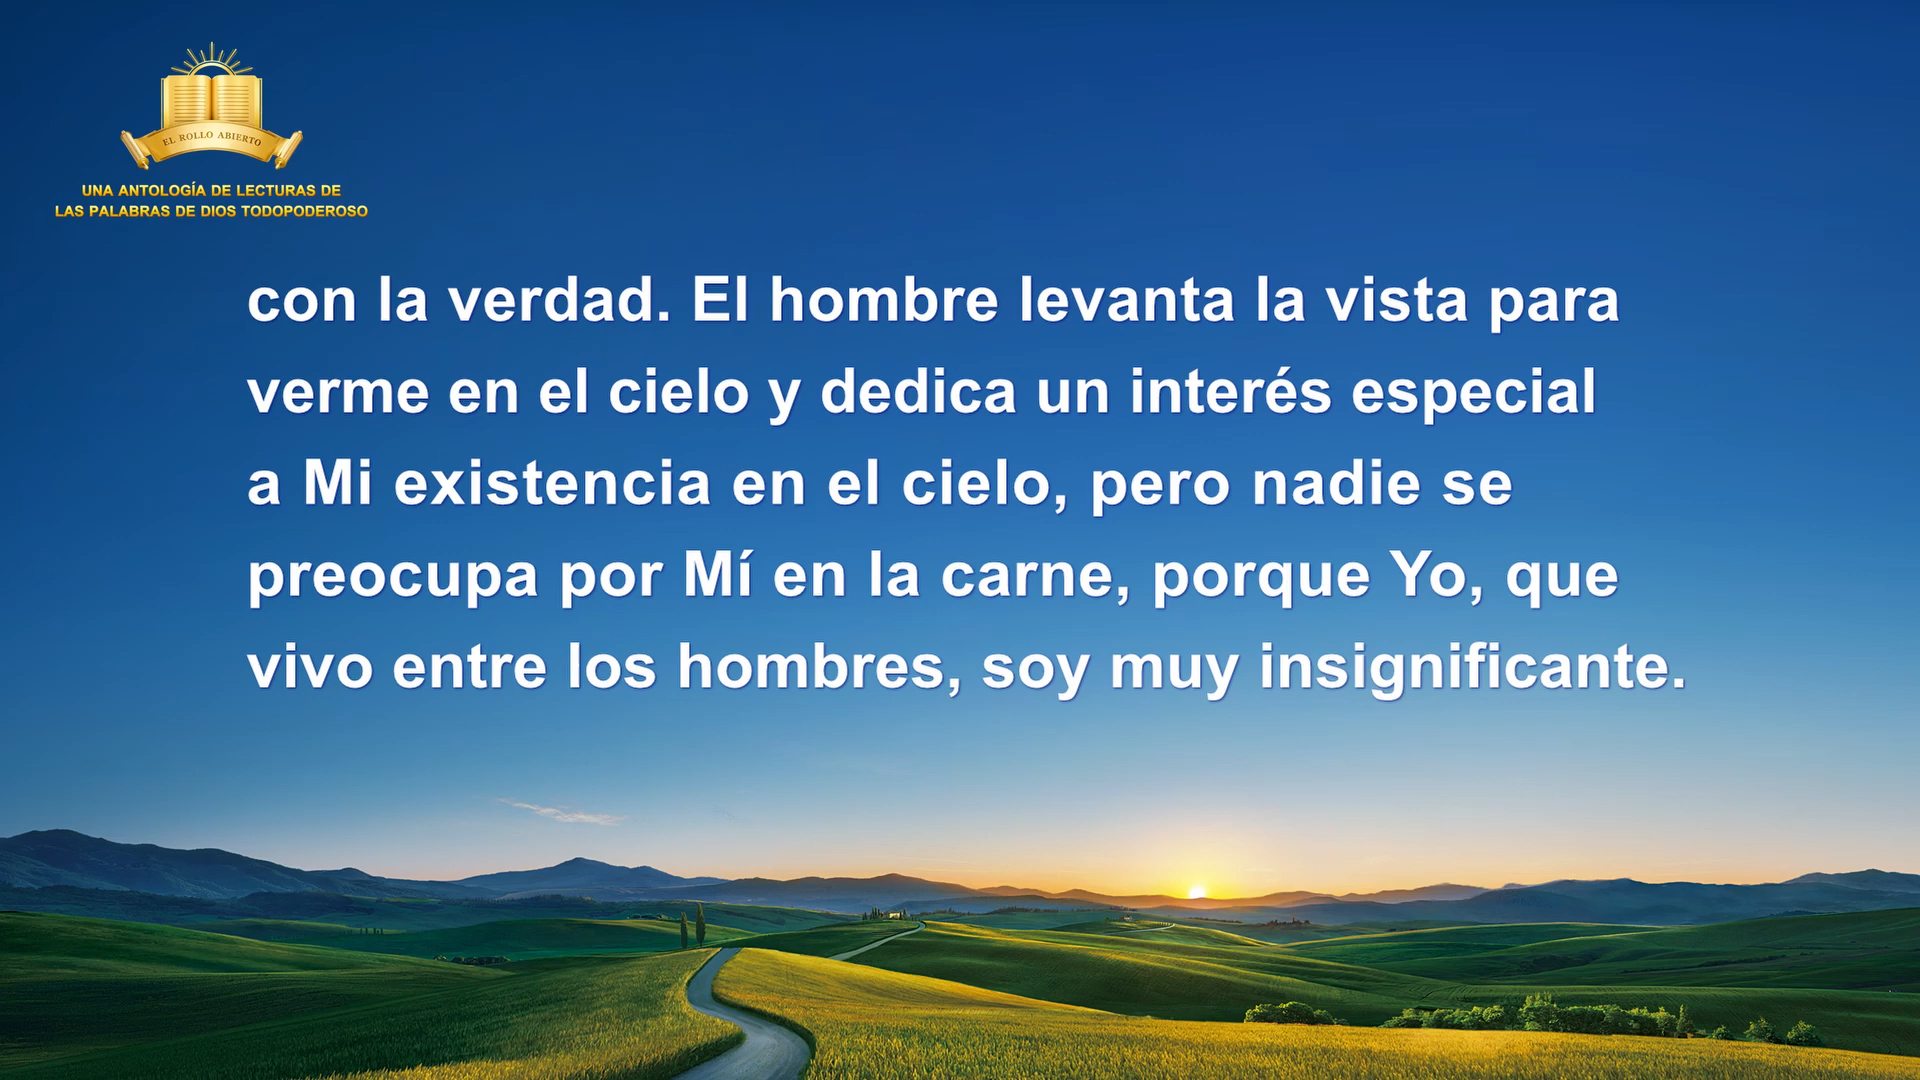 EL ROLLO ABIERTO
UNA ANTOLOGÍA DE LECTURAS DE
LAS PALABRAS DE DIOS TODOPODEROSO
con la verdad. El hombre levanta la vista para
verme en el cielo y dedica un interés especial
a Mi existencia en el cielo, pero nadie se
preocupa por Mí en la carne, porque Yo, que
vivo entre los hombres, soy muy insignificante.